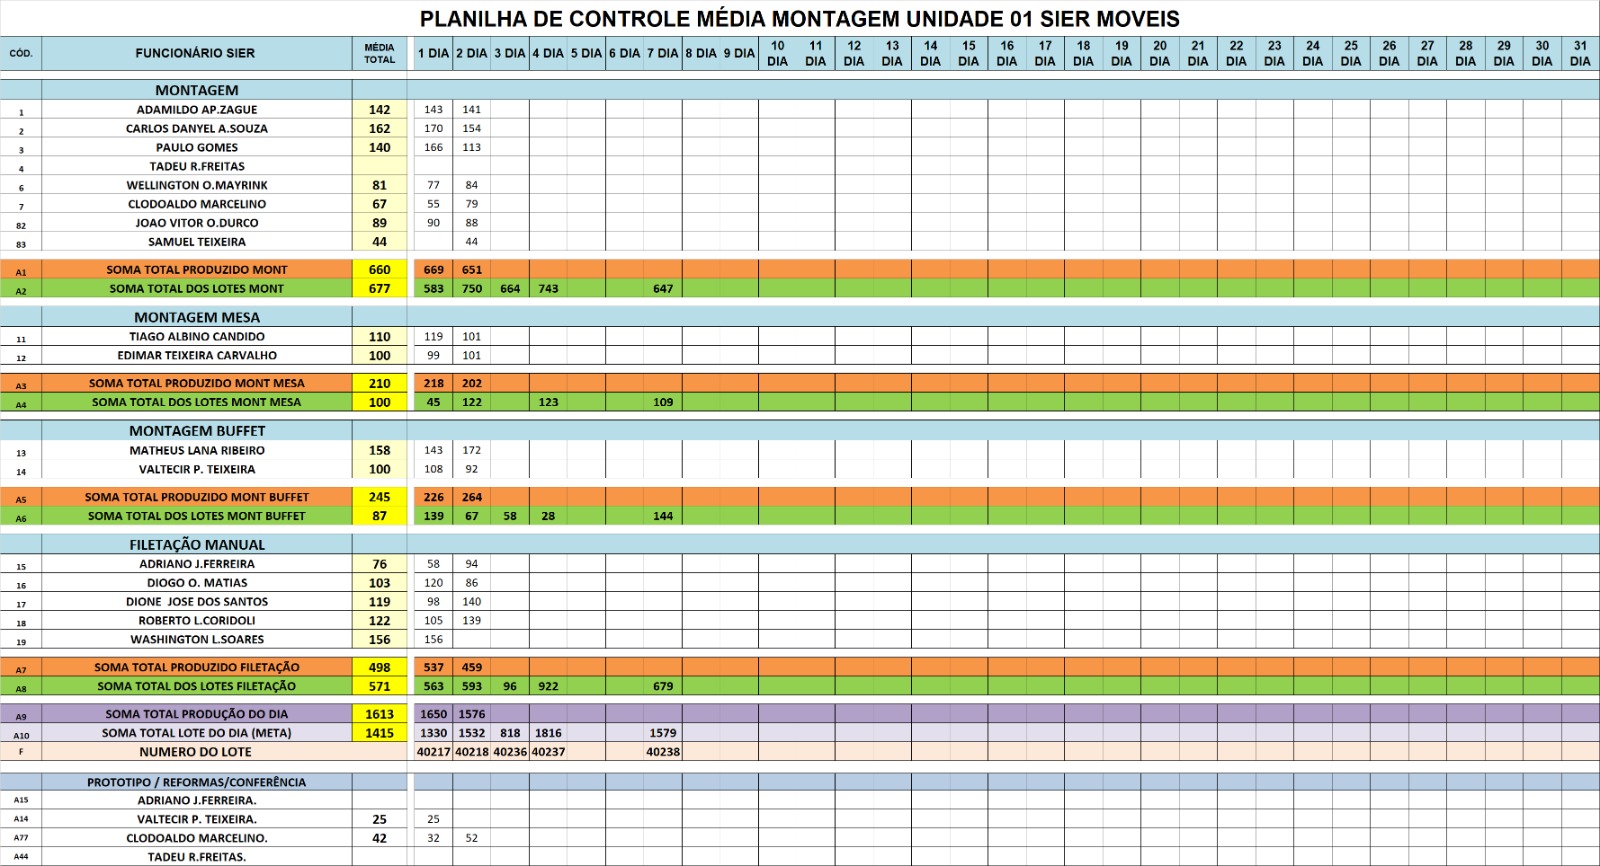 PLANILHA DE CONTROLE MÉDIA MONTAGEM UNIDADE 01 SIER MOVEIS
CÓD. FUNCIONÁRIO SIER MÉDIA TOTAL 1 DIA 2 DIA 3 DIA 4 DIA 5 DIA 6 DIA 7 DIA 8 DIA 9 DIA 10 DIA 11 DIA 12 DIA 13 DIA 14 DIA 15 DIA 16 DIA 17 DIA 18 DIA 19 DIA 20 DIA 21 DIA 22 DIA 23 DIA 24 DIA 25 DIA 26 DIA 27 DIA 28 DIA 29 DIA 30 DIA 31 DIA
MONTAGEM
1 ADAMILDO AP.ZAGUE 142 143 141
2 CARLOS DANYEL A.SOUZA 162 170 154
3 PAULO GOMES 140 166 113
4 TADEU R.FREITAS
6 WELLINGTON O.MAYRINK 81 77 84
7 CLODOALDO MARCELINO 67 55 79
82 JOAO VITOR O.DURCO 89 90 88
83 SAMUEL TEIXEIRA 44 44
A1 SOMA TOTAL PRODUZIDO MONT 660 669 651
A2 SOMA TOTAL DOS LOTES MONT 677 583 750 664 743 647
MONTAGEM MESA
11 TIAGO ALBINO CANDIDO 110 119 101
12 EDIMAR TEIXEIRA CARVALHO 100 99 101
A3 SOMA TOTAL PRODUZIDO MONT MESA 210 218 202
A4 SOMA TOTAL DOS LOTES MONT MESA 100 45 122 123 109
MONTAGEM BUFFET
13 MATHEUS LANA RIBEIRO 158 143 172
14 VALTECIR P. TEIXEIRA 100 108 92
A5 SOMA TOTAL PRODUZIDO MONT BUFFET 245 226 264
A6 SOMA TOTAL DOS LOTES MONT BUFFET 87 139 67 58 28 144
FILETAÇÃO MANUAL
15 ADRIANO J.FERREIRA 76 58 94
16 DIOGO O. MATIAS 103 120 86
17 DIONE JOSE DOS SANTOS 119 98 140
18 ROBERTO L.CORIDOLI 122 105 139
19 WASHINGTON L.SOARES 156 156
A7 SOMA TOTAL PRODUZIDO FILETAÇÃO 498 537 459
A8 SOMA TOTAL DOS LOTES FILETAÇÃO 571 563 593 96 922 679
A9 SOMA TOTAL PRODUÇÃO DO DIA 1613 1650 1576
A10 SOMA TOTAL LOTE DO DIA (META) 1415 1330 1532 818 1816 1579
F NUMERO DO LOTE 40217 40218 40236 40237 40238
PROTOTIPO / REFORMAS/CONFERÊNCIA
A15 ADRIANO J.FERREIRA.
A14 VALTECIR P. TEIXEIRA. 25 25
A77 CLODOALDO MARCELINO. 42 32 52
A44 TADEU R.FREITAS.